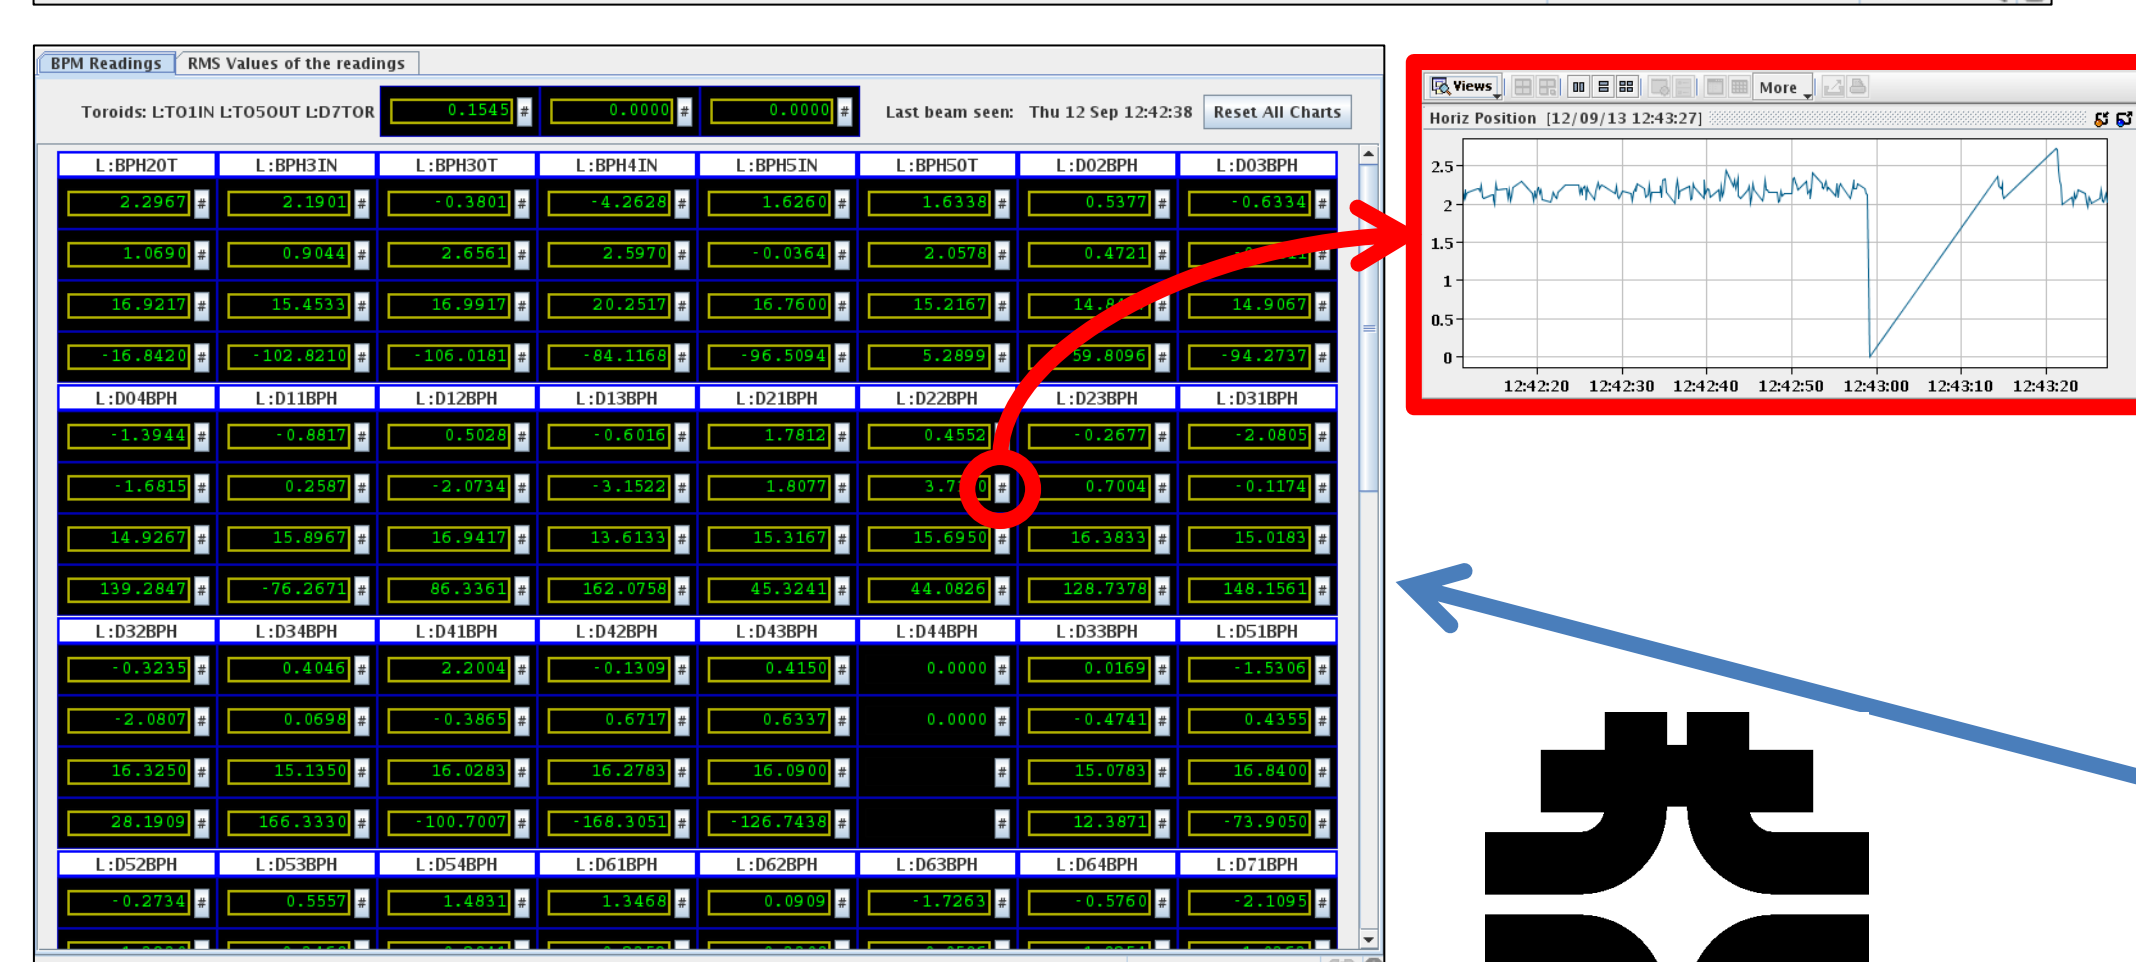 BPM Readings RMS Values of the readings
Toroids: L:TO1IN L:TO5OUT L:D7TOR 0.1545 # 0.0000 # 0.0000 # Last beam seen: Thu 12 Sep 12:42:38 Reset All Charts
L:BPH2OT L:BPH3IN L:BPH3OT L:BPH4IN L:BPH5IN L:BPH5OT L:D02BPH L:D03BPH
2.2967 # 2.1901 # -0.3801 # -4.2628 # 1.6260 # 1.6338 # 0.5377 # -0.6334 #
1.0690 # 0.9044 # 2.6561 # 2.5970 # -0.0364 # 2.0578 # 0.4721 # #
16.9217 # 15.4533 # 16.9917 # 20.2517 # 16.7600 # 15.2167 # # 14.9067 #
-16.8420 # -102.8210 # -106.0181 # -84.1168 # -96.5094 # 5.2899 # 59.8096 # -94.2737 #
L:D04BPH L:D11BPH L:D12BPH L:D13BPH L:D21BPH L:D22BPH L:D23BPH L:D31BPH
-1.3944 # -0.8817 # 0.5028 # -0.6016 # 1.7812 # 0.4552 -0.2677 # -2.0805 #
-1.6815 # 0.2587 # -2.0734 # -3.1522 # 1.8077 # # 0.7004 # -0.1174 #
14.9267 # 15.8967 # 16.9417 # 13.6133 # 15.3167 # 15.6950 # 16.3833 # 15.0183 #
139.2847 # -76.2671 # 86.3361 # 162.0758 # 45.3241 # 44.0826 # 128.7378 # 148.1561 #
L:D32BPH L:D34BPH L:D41BPH L:D42BPH L:D43BPH L:D44BPH L:D33BPH L:D51BPH
-0.3235 # 0.4046 # 2.2004 # -0.1309 # 0.4150 # 0.0000 # 0.0169 # -1.5306 #
-2.0807 # 0.0698 # -0.3865 # 0.6717 # 0.6337 # 0.0000 # -0.4741 # 0.4355 #
16.3250 # 15.1350 # 16.0283 # 16.2783 # 16.0900 # # 15.0783 # 16.8400 #
28.1909 # 166.3330 # -100.7007 # -168.3051 # -126.7438 # # 12.3871 # -73.9050 #
L:D52BPH L:D53BPH L:D54BPH L:D61BPH L:D62BPH L:D63BPH L:D64BPH L:D71BPH
-0.2734 # 0.5557 # 1.4831 # 1.3468 # 0.0909 # -1.7263 # -0.5760 # -2.1095 #
Views More
Horiz Position [12/09/13 12:43:27]
2.5
2
1.5
1
0.5
0
12:42:20 12:42:30 12:42:40 12:42:50 12:43:00 12:43:10 12:43:20